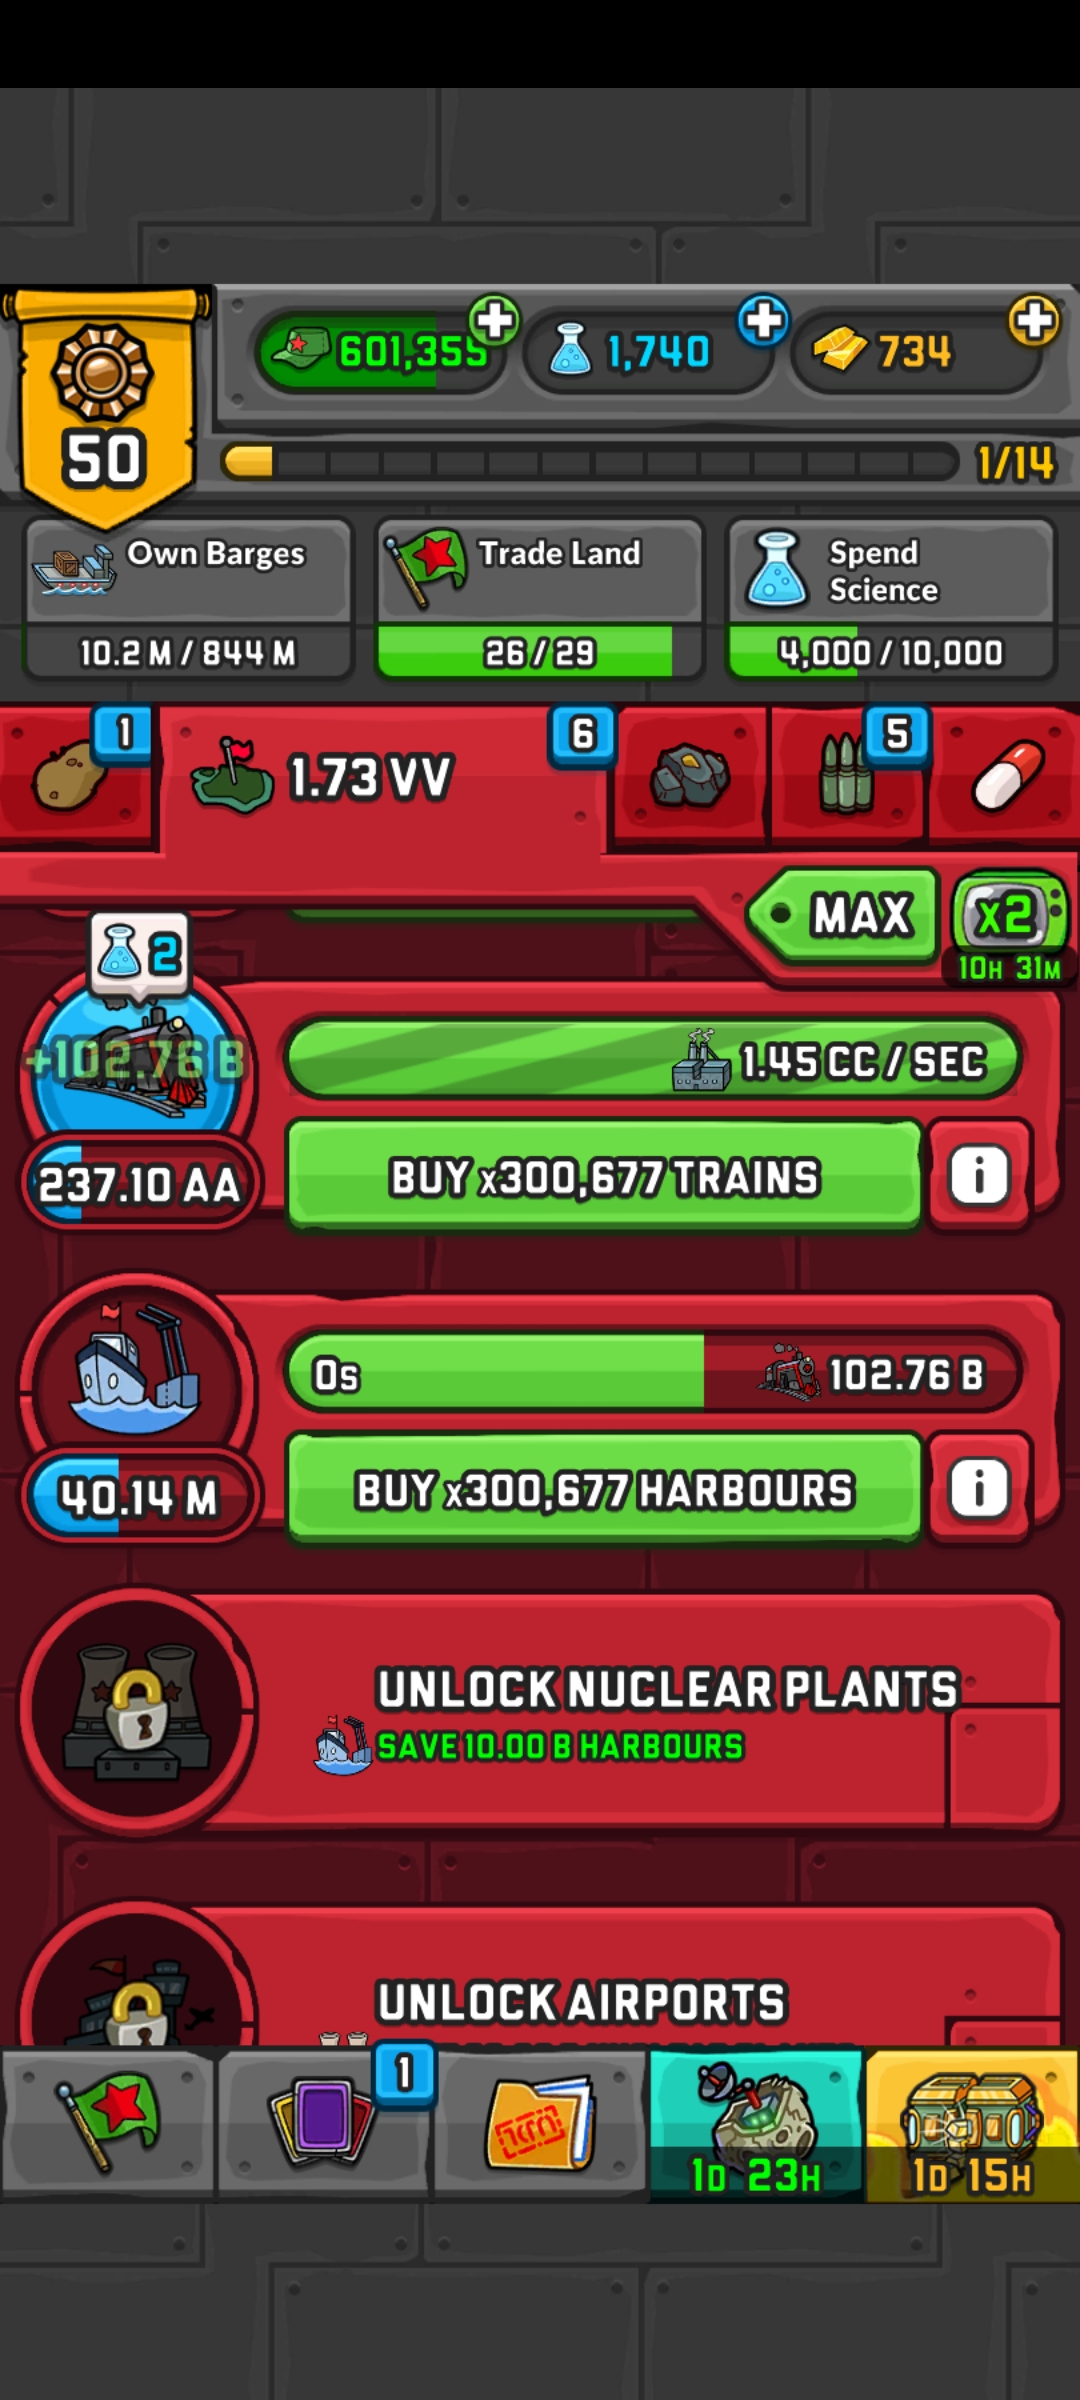 601,355
1,740
734
50
1/14
Own Barges
10.2 M / 844 M
Trade Land
26 / 29
Spend
Science
4,000 / 10,000
1
1.73 VV
6
5
MAX
x2
10H 31M
2
+102.76 B
1.45 CC / SEC
237.10 AA
BUY x300,677 TRAINS
i
0s
102.76 B
40.14 M
BUY x300,677 HARBOURS
i
UNLOCK NUCLEAR PLANTS
SAVE 10.00 B HARBOURS
UNLOCK AIRPORTS
1
1D 23H
1D 15H